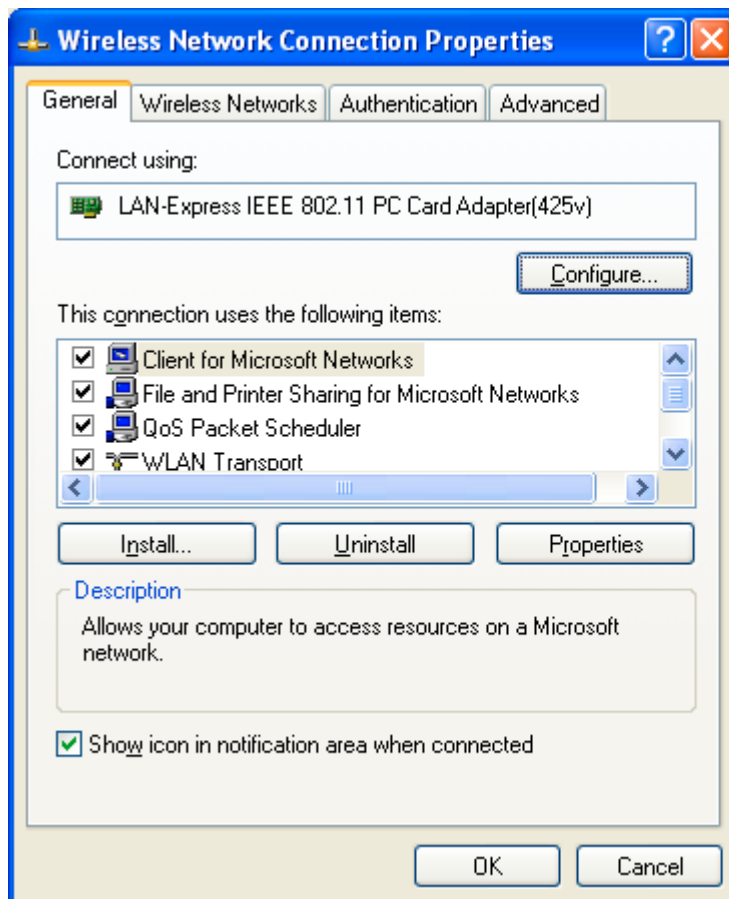 Wireless Network Connection Properties
General Wireless Networks Authentication Advanced
Connect using:
LAN-Express IEEE 802.11 PC Card Adapter(425v)
Configure...
This connection uses the following items:
Client for Microsoft Networks
File and Printer Sharing for Microsoft Networks
QoS Packet Scheduler
WLAN Transport
Install... Uninstall Properties
Description
Allows your computer to access resources on a Microsoft
network.
Show icon in notification area when connected
OK Cancel